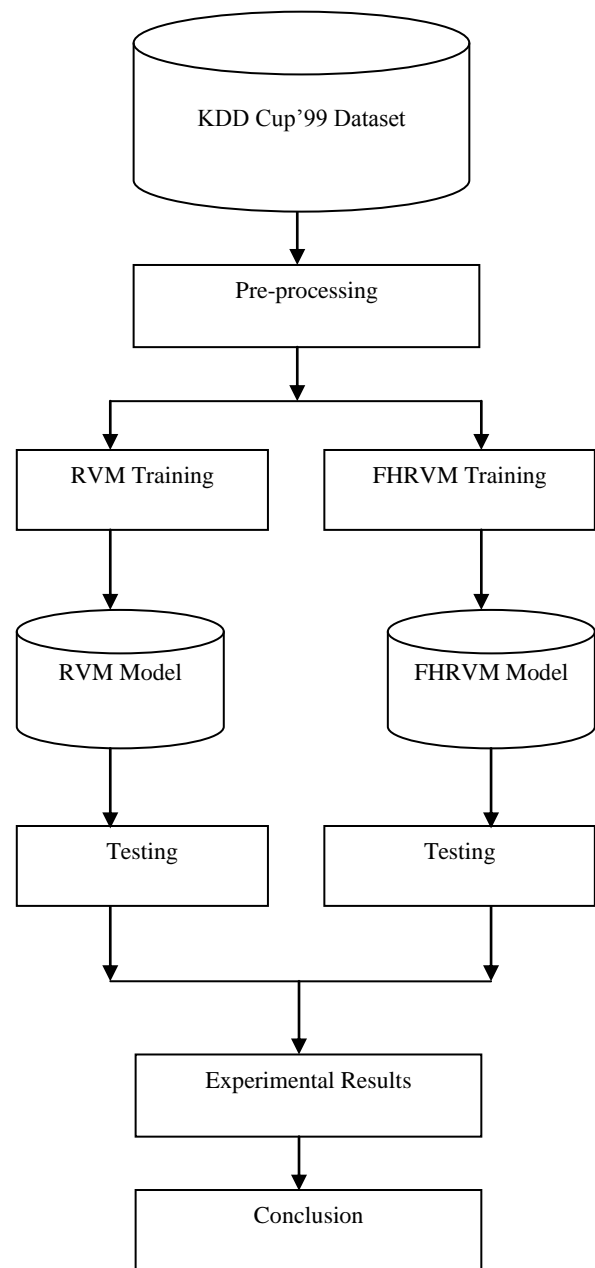 KDD Cup’99 Dataset
Pre-processing
RVM Training
FHRVM Training
RVM Model
FHRVM Model
Testing
Testing
Experimental Results
Conclusion